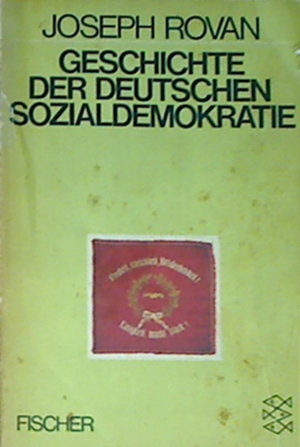 JOSEPH ROVAN
GESCHICHTE
DER DEUTSCHEN
SOZIALDEMOKRATIE
FISCHER